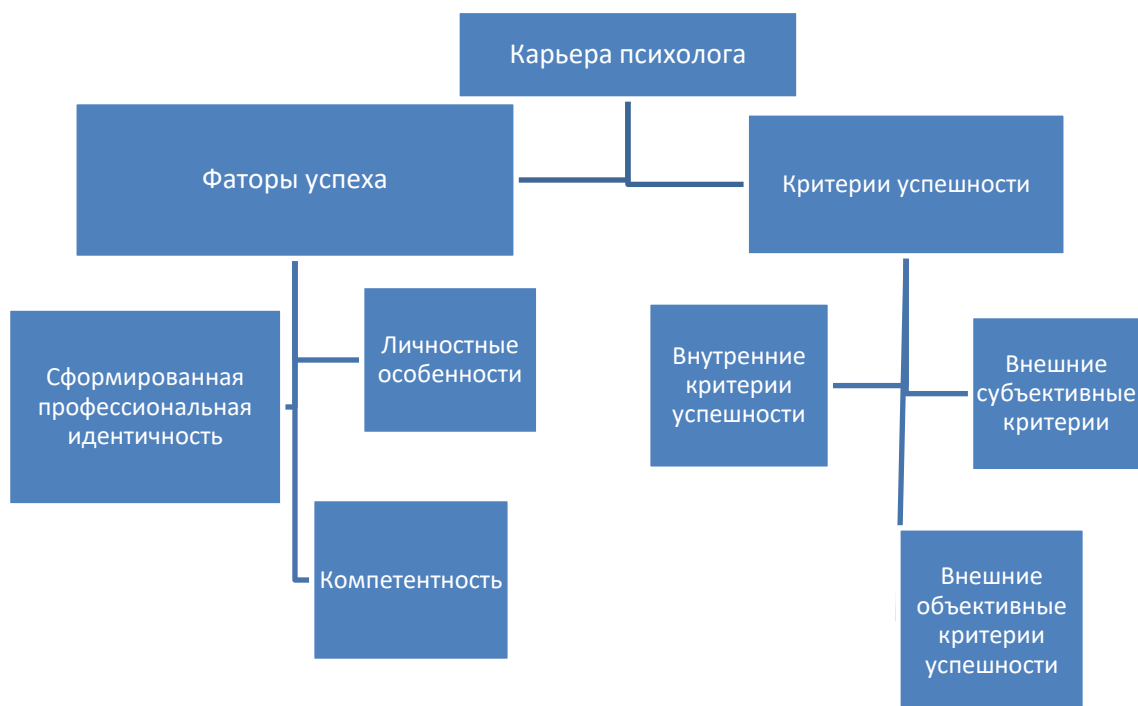 Карьера психолога
Фаторы успеха
Критерии успешности
Сформированная
профессиональная
идентичность
Личностные
особенности
Компетентность
Внутренние
критерии
успешности
Внешние
субъективные
критерии
Внешние
объективные
критерии
успешности